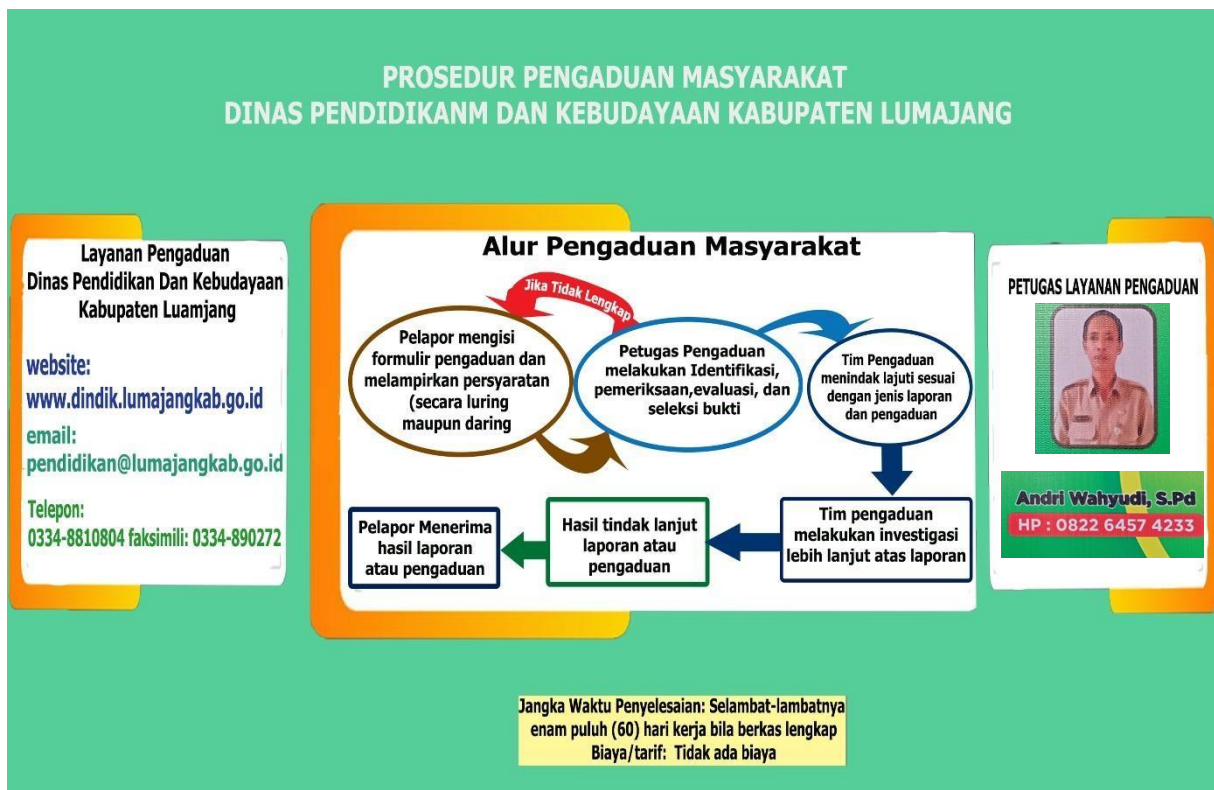 PROSEDUR PENGADUAN MASYARAKAT
DINAS PENDIDIKANM DAN KEBUDAYAAN KABUPATEN LUMAJANG
Layanan Pengaduan
Dinas Pendidikan Dan Kebudayaan
Kabupaten Luamjang
website:
www.dindik.lumajangkab.go.id
email:
pendidikan@lumajangkab.go.id
Telepon:
0334-8810804 faksimili: 0334-890272
Alur Pengaduan Masyarakat
Jika Tidak Lengkap
Pelapor mengisi
formulir pengaduan dan
melampirkan persyaratan
(secara luring
maupun daring
Petugas Pengaduan
melakukan Identifikasi,
pemeriksaan,evaluasi, dan
seleksi bukti
Tim Pengaduan
menindak lajuti sesuai
dengan jenis laporan
dan pengaduan
Tim pengaduan
melakukan investigasi
lebih lanjut atas laporan
Hasil tindak lanjut
laporan atau
pengaduan
Pelapor Menerima
hasil laporan
atau pengaduan
PETUGAS LAYANAN PENGADUAN
Andri Wahyudi, S.Pd
HP : 0822 6457 4233
Jangka Waktu Penyelesaian: Selambat-lambatnya
enam puluh (60) hari kerja bila berkas lengkap
Biaya/tarif: Tidak ada biaya